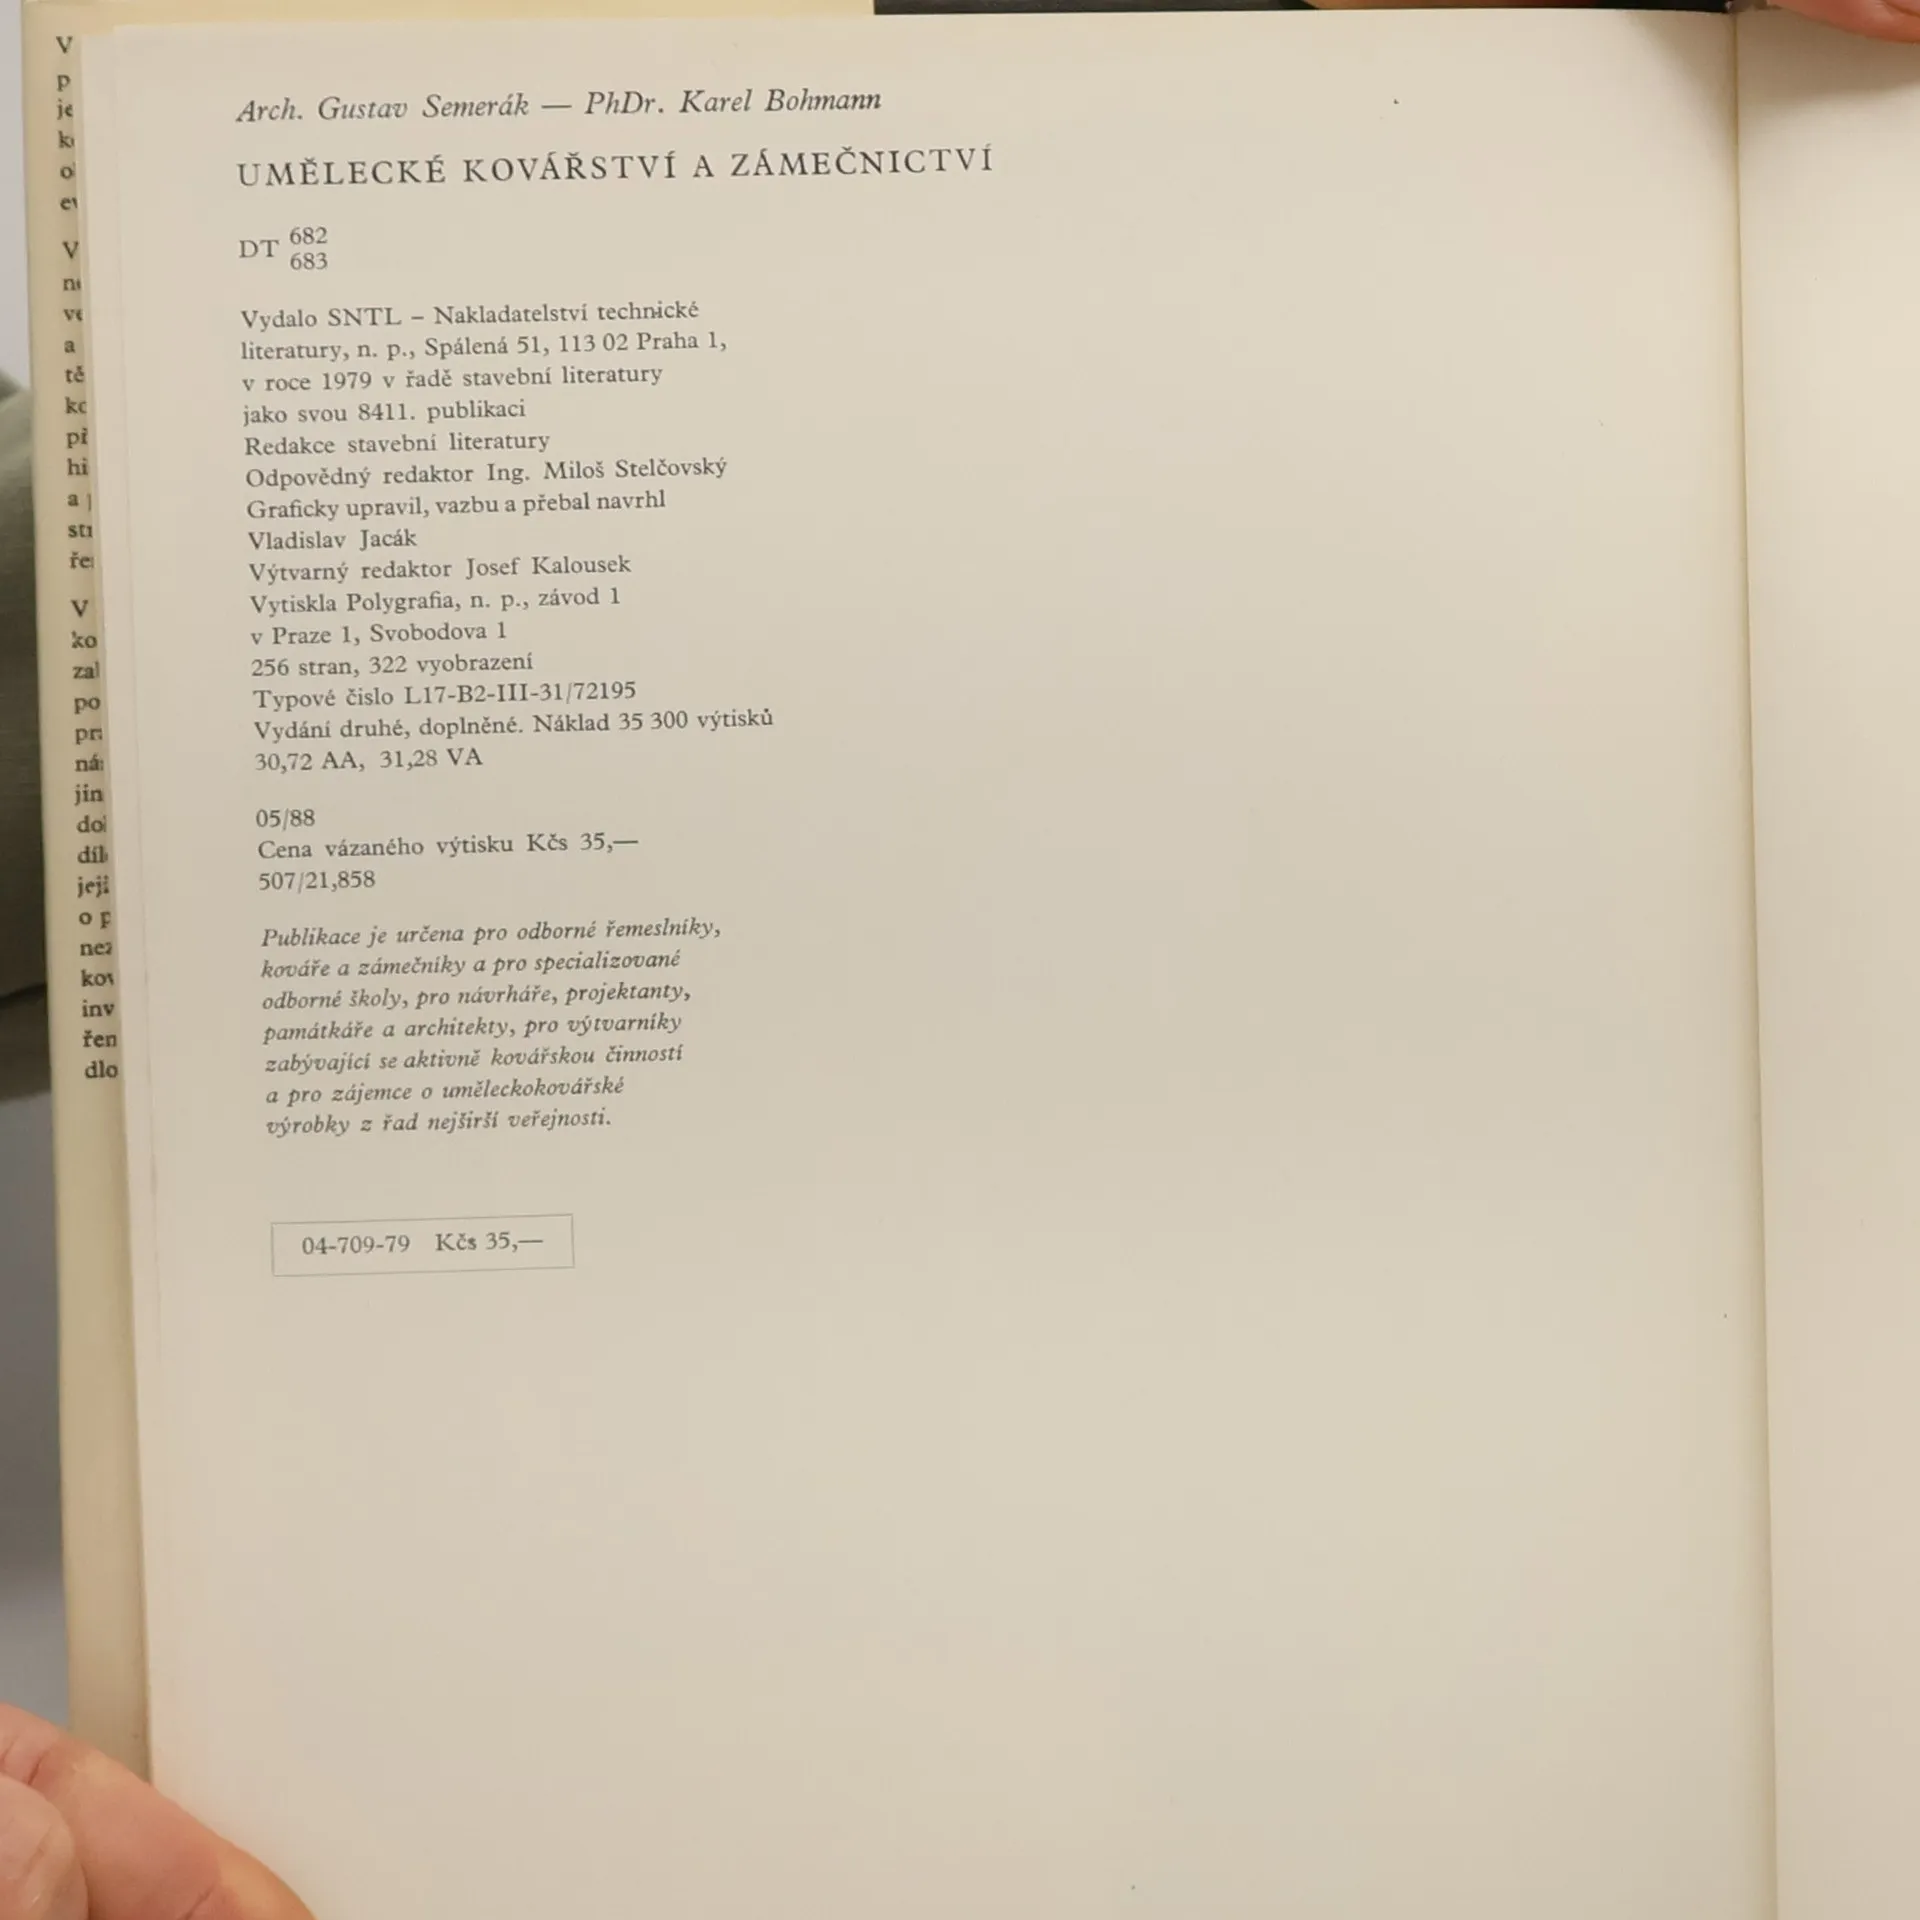 Arch. Gustav Semerák — PhDr. Karel Bohmann
UMĚLECKÉ KOVÁŘSTVÍ A ZÁMEČNICTVÍ
DT 682
683
Vydalo SNTL – Nakladatelství technické
literatury, n. p., Spálená 51, 113 02 Praha 1,
v roce 1979 v řadě stavební literatury
jako svou 8411. publikaci
Redakce stavební literatury
Odpovědný redaktor Ing. Miloš Stelčovský
Graficky upravil, vazbu a přebal navrhl
Vladislav Jacák
Výtvarný redaktor Josef Kalousek
Vytiskla Polygrafia, n. p., závod 1
v Praze 1, Svobodova 1
256 stran, 322 vyobrazení
Typové čislo L17-B2-III-31/72195
Vydání druhé, doplněné. Náklad 35 300 výtisků
30,72 AA, 31,28 VA
05/88
Cena vázaného výtisku Kčs 35,—
507/21,858
Publikace je určena pro odborné řemeslníky,
kováře a zámečníky a pro specializované
odborné školy, pro návrháře, projektanty,
památkáře a architekty, pro výtvarníky
zabývající se aktivně kovářskou činností
a pro zájemce o uměleckokovářské
výrobky z řad nejširší veřejnosti.
04-709-79 Kčs 35,—